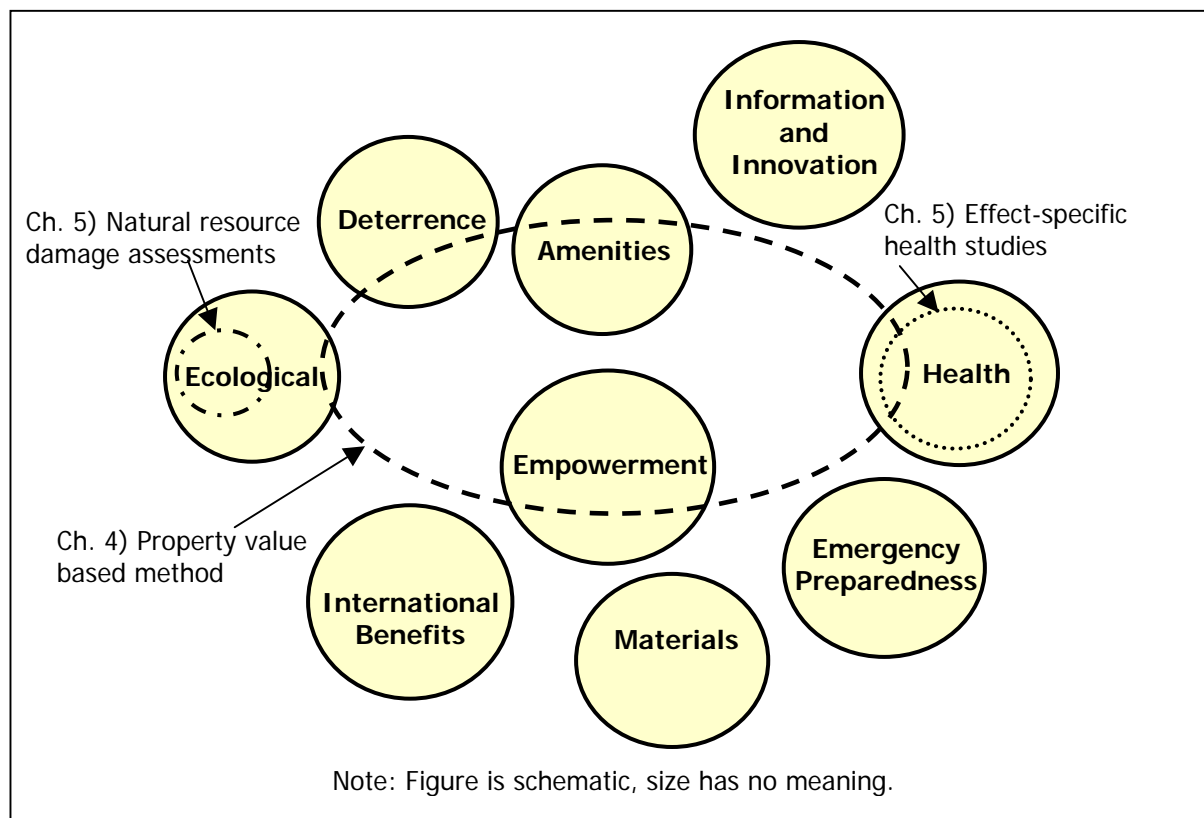 Information
and
Innovation
Deterrence
Amenities
Ch. 5) Natural resource
damage assessments
Ch. 5) Effect-specific
health studies
Ecological
Health
Empowerment
Ch. 4) Property value
based method
Emergency
Preparedness
International
Benefits
Materials
Note: Figure is schematic, size has no meaning.